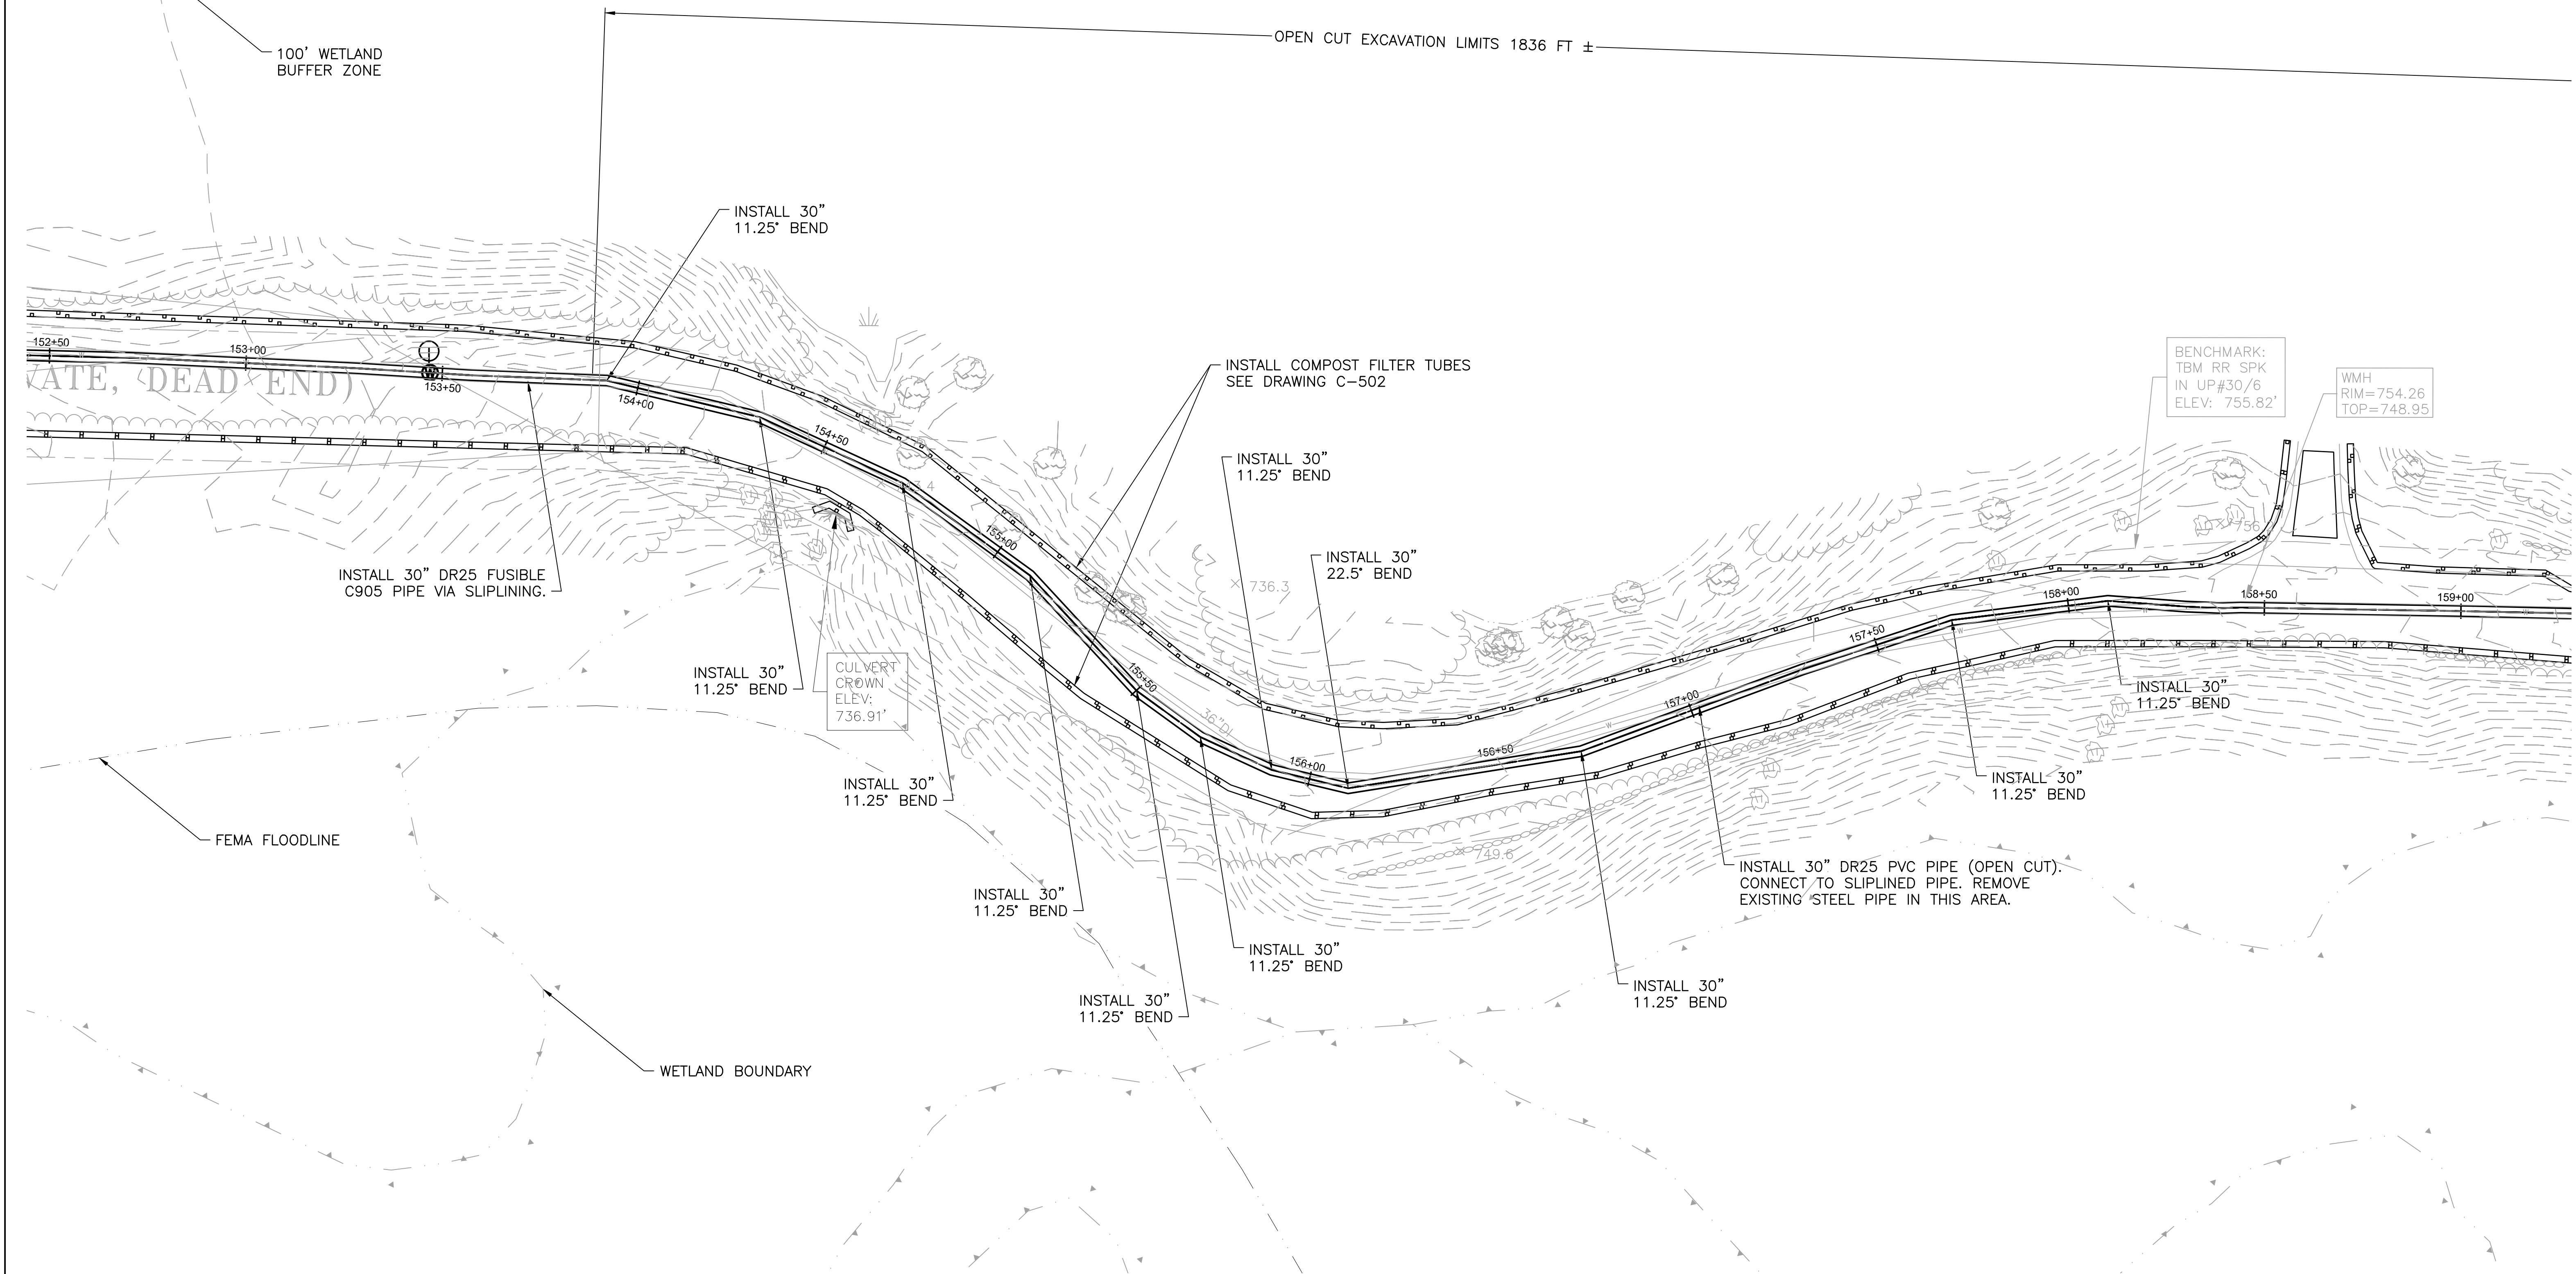 100' WETLAND
BUFFER ZONE
OPEN CUT EXCAVATION LIMITS 1836 FT ±
INSTALL 30"
11.25° BEND
152+50
153+00
153+50
154+00
154+50
155+00
155+50
156+00
156+50
157+00
157+50
158+00
158+50
159+00
VATE, DEAD END)
W
INSTALL COMPOST FILTER TUBES
SEE DRAWING C-502
BENCHMARK:
TBM RR SPK
IN UP#30/6
ELEV: 755.82'
WMH
RIM=754.26
TOP=748.95
INSTALL 30"
11.25° BEND
INSTALL 30"
22.5° BEND
736.3
INSTALL 30" DR25 FUSIBLE
C905 PIPE VIA SLIPLINING.
INSTALL 30"
11.25° BEND
CULVERT
CROWN
ELEV:
736.91'
36"DI
INSTALL 30"
11.25° BEND
INSTALL 30"
11.25° BEND
INSTALL 30"
11.25° BEND
FEMA FLOODLINE
749.6
INSTALL 30" DR25 PVC PIPE (OPEN CUT).
CONNECT TO SLIPLINED PIPE. REMOVE
EXISTING STEEL PIPE IN THIS AREA.
INSTALL 30"
11.25° BEND
INSTALL 30"
11.25° BEND
INSTALL 30"
11.25° BEND
INSTALL 30"
11.25° BEND
WETLAND BOUNDARY